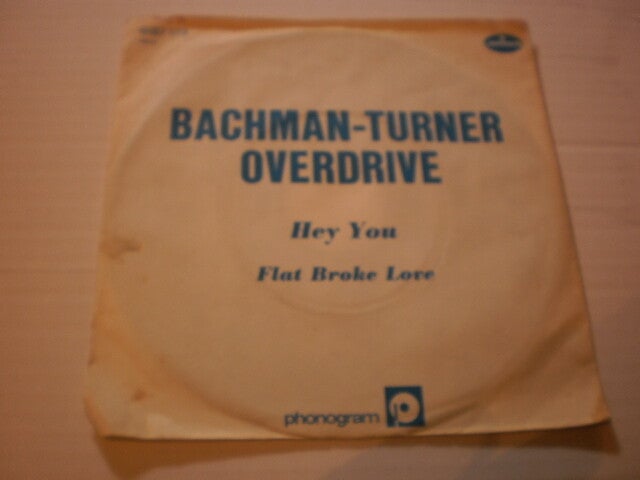 BACHMAN-TURNER
OVERDRIVE
Hey You
Flat Broke Love
phonogram